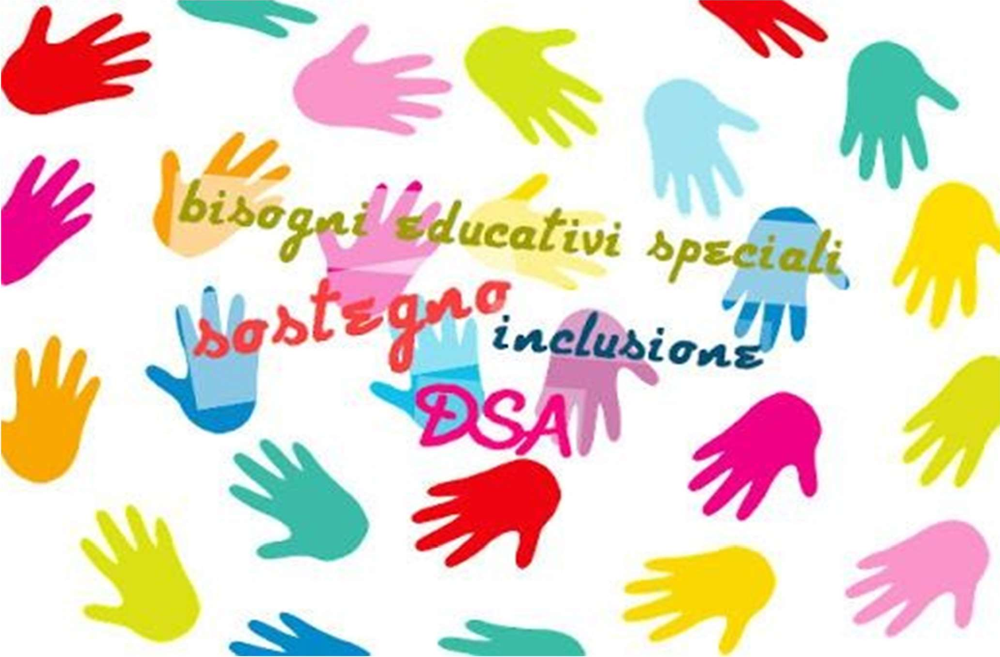 bisogni educativi speciali
sostegno
inclusione
DSA